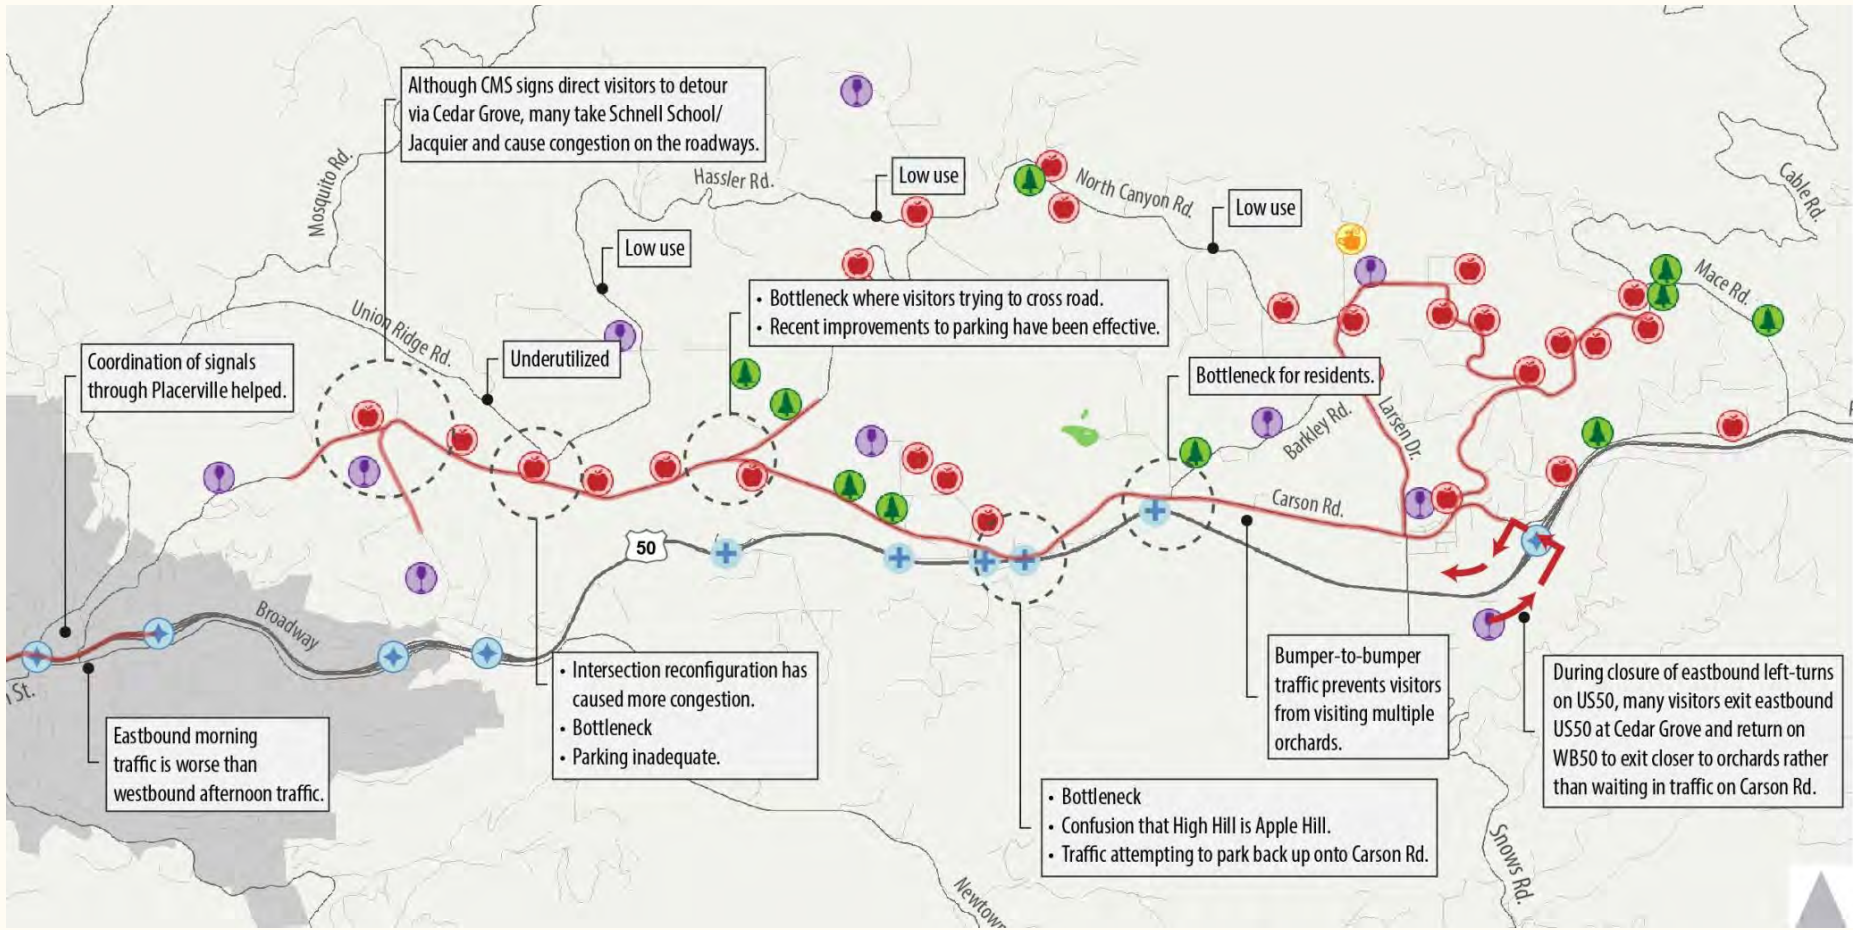 Although CMS signs direct visitors to detour
via Cedar Grove, many take Schnell School/
Jacquier and cause congestion on the roadways.
Mosquito Rd.
Hassler Rd.
Low use
North Canyon Rd.
Low use
Cable Rd.
Low use
Mace Rd.
• Bottleneck where visitors trying to cross road.
• Recent improvements to parking have been effective.
Union Ridge Rd.
Underutilized
Coordination of signals
through Placerville helped.
Bottleneck for residents.
Barkley Rd.
Larsen Dr.
Carson Rd.
50
Broadway
St.
Eastbound morning
traffic is worse than
westbound afternoon traffic.
• Intersection reconfiguration has
caused more congestion.
• Bottleneck
• Parking inadequate.
Bumper-to-bumper
traffic prevents visitors
from visiting multiple
orchards.
During closure of eastbound left-turns
on US50, many visitors exit eastbound
US50 at Cedar Grove and return on
WB50 to exit closer to orchards rather
than waiting in traffic on Carson Rd.
• Bottleneck
• Confusion that High Hill is Apple Hill.
• Traffic attempting to park back up onto Carson Rd.
Snows Rd.
Newtown